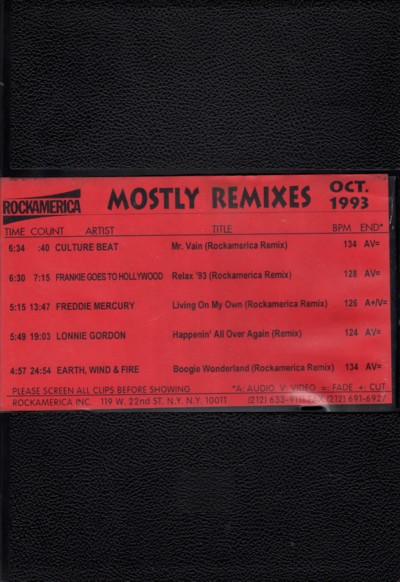 ROCKAMERICA MOSTLY REMIXES OCT. 1993
TIME COUNT ARTIST TITLE BPM END*
6:34 :40 CULTURE BEAT Mr. Vain (Rockamerica Remix) 134 AV=
6:30 7:15 FRANKIE GOES TO HOLLYWOOD Relax '93 (Rockamerica Remix) 128 AV=
5:15 13:47 FREDDIE MERCURY Living On My Own (Rockamerica Remix) 126 A+/V=
5:49 19:03 LONNIE GORDON Happenin' All Over Again (Remix) 124 AV=
4:57 24:54 EARTH, WIND & FIRE Boogie Wonderland (Rockamerica Remix) 134 AV=
PLEASE SCREEN ALL CLIPS BEFORE SHOWING *A: AUDIO V: VIDEO =: FADE +: CUT
ROCKAMERICA INC. 119 W. 22nd ST. N.Y. N.Y. 10011 (212)